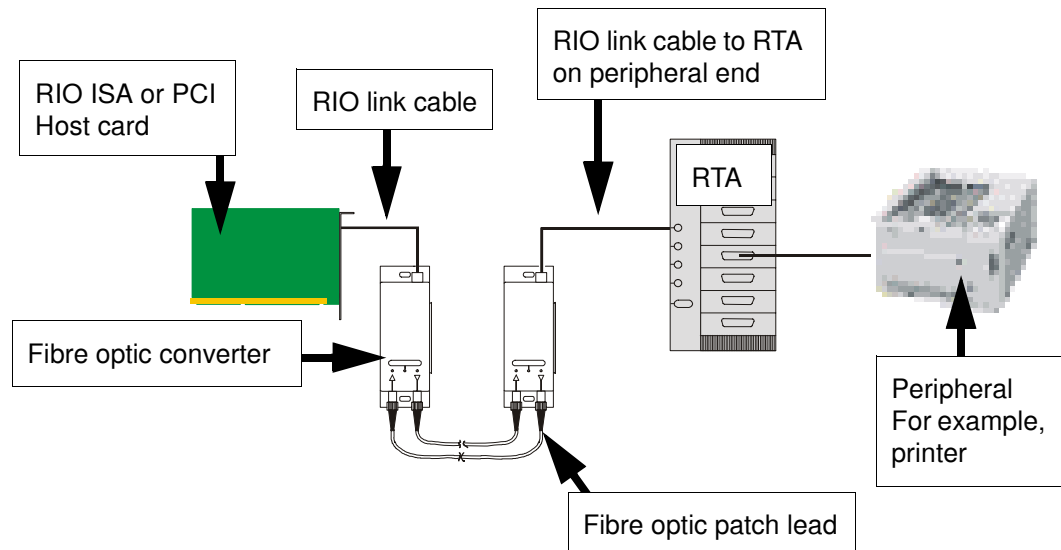 RIO link cable to RTA
on peripheral end
RIO ISA or PCI
Host card
RIO link cable
RTA
Fibre optic converter
Peripheral
For example,
printer
Fibre optic patch lead